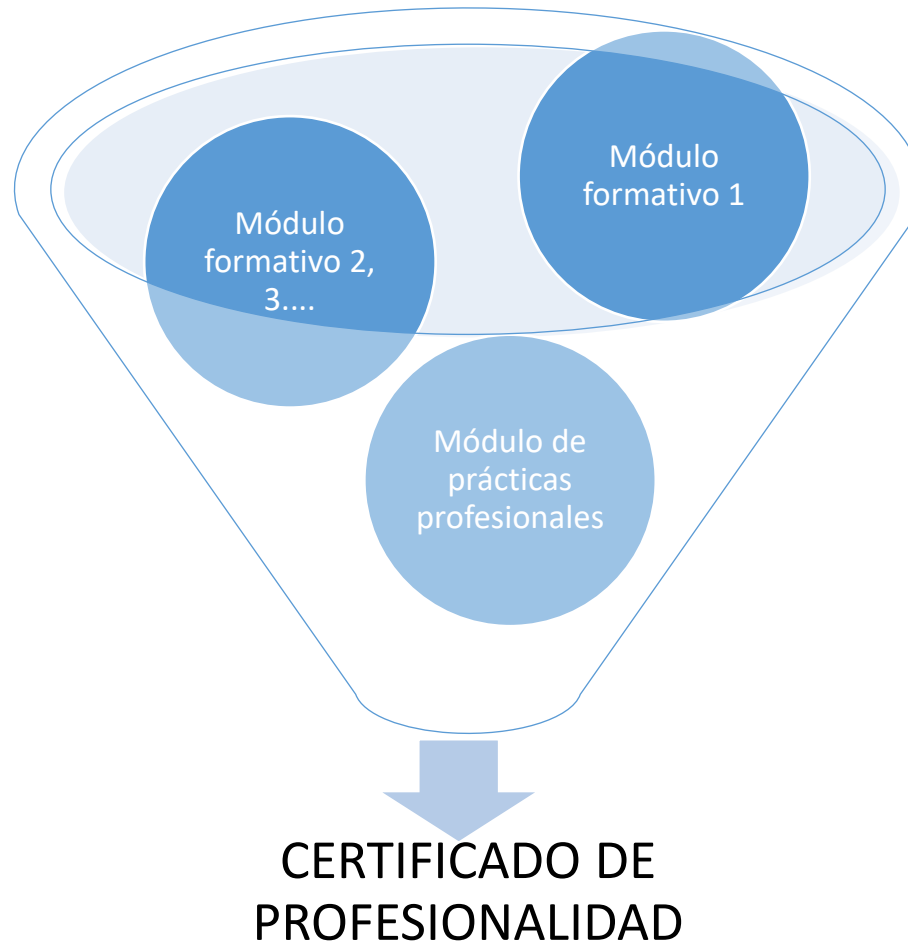 Módulo
formativo 1
Módulo
formativo 2,
3....
Módulo de
prácticas
profesionales
CERTIFICADO DE
PROFESIONALIDAD